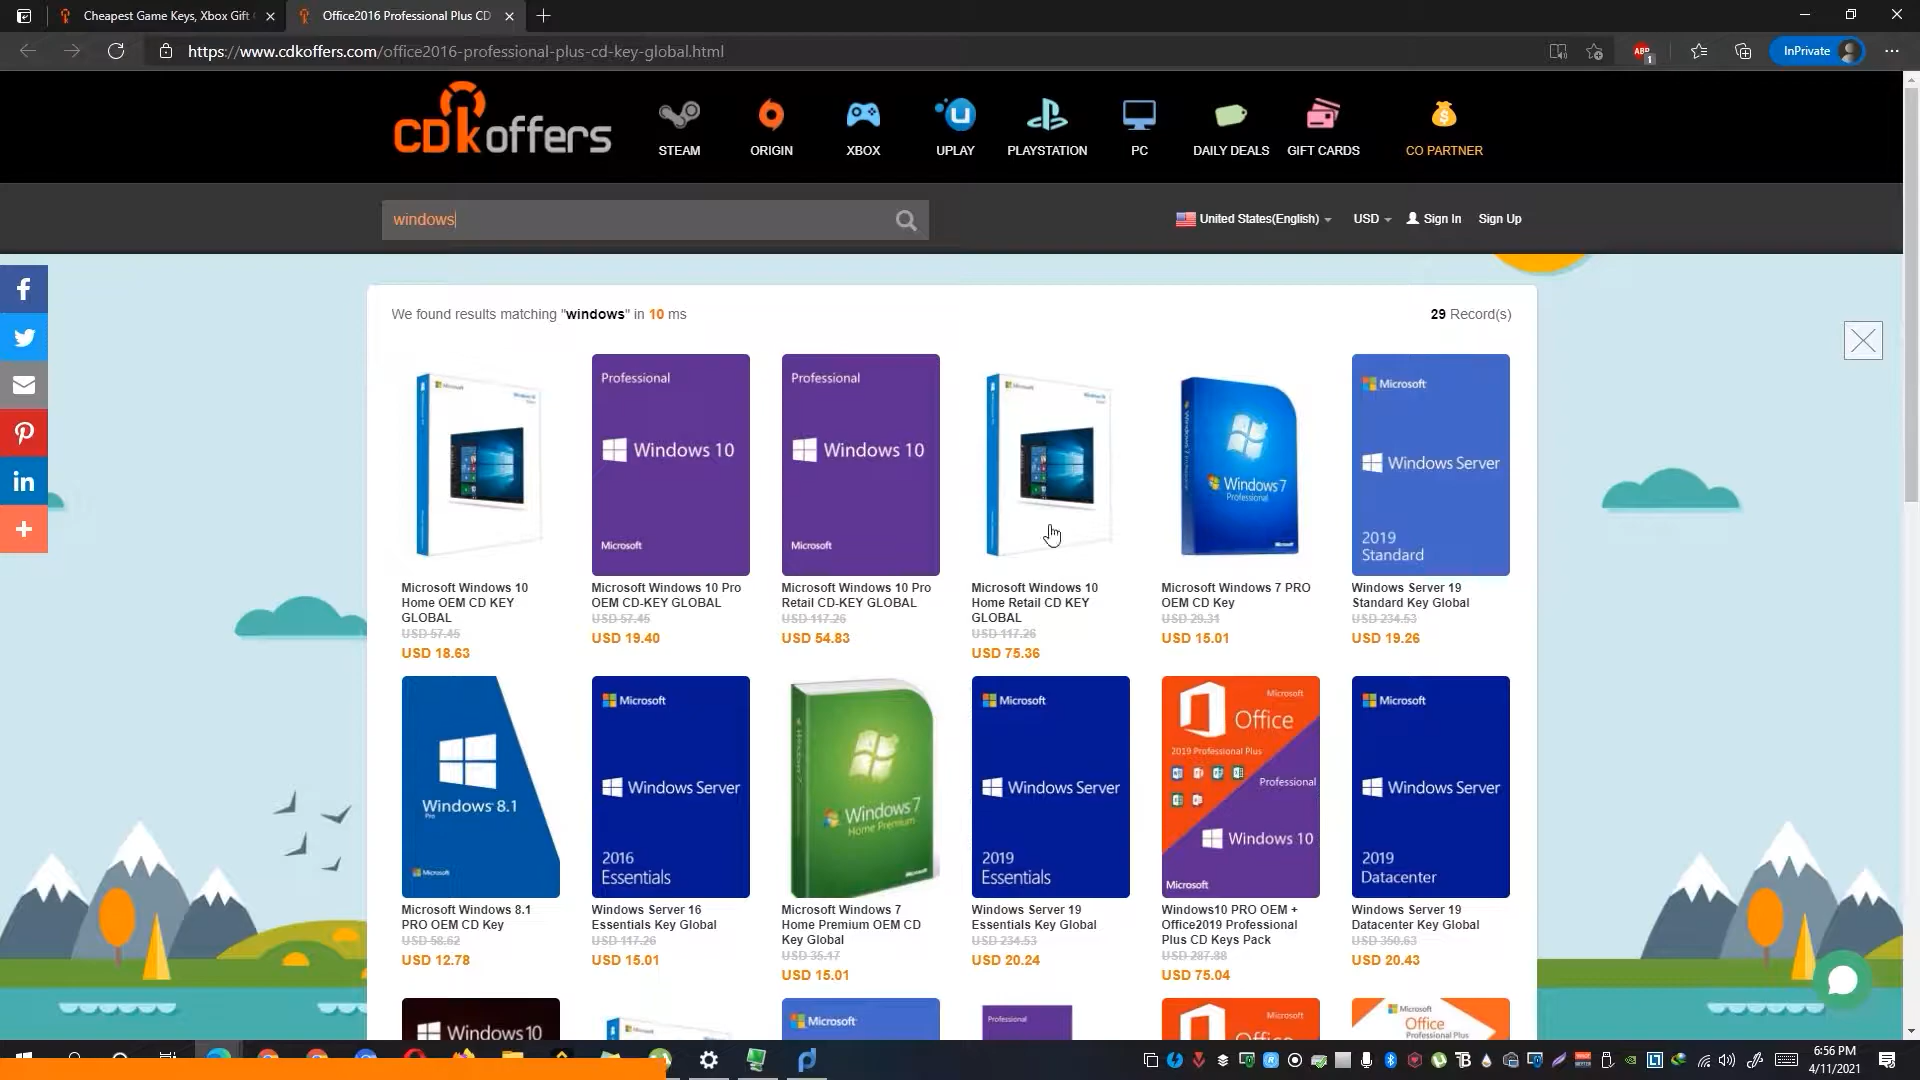 Cheapest Game Keys, Xbox Gift
Office2016 Professional Plus CD
https://www.cdkoffers.com/office2016-professional-plus-cd-key-global.html
ABP
1
InPrivate
CDkoffers
STEAM
ORIGIN
XBOX
UPLAY
PLAYSTATION
PC
DAILY DEALS
GIFT CARDS
CO PARTNER
windows
United States(English)
USD
Sign In
Sign Up
We found results matching "windows" in 10 ms
29 Record(s)
Microsoft
Professional
Windows 10
Microsoft
Professional
Windows 10
Microsoft
Microsoft
Windows 7
Professional
Microsoft
Windows Server
2019
Standard
Microsoft Windows 10
Home OEM CD KEY
GLOBAL
USD 57.45
USD 18.63
Microsoft Windows 10 Pro
OEM CD-KEY GLOBAL
USD 57.45
USD 19.40
Microsoft Windows 10 Pro
Retail CD-KEY GLOBAL
USD 117.26
USD 54.83
Microsoft Windows 10
Home Retail CD KEY
GLOBAL
USD 117.26
USD 75.36
Microsoft Windows 7 PRO
OEM CD Key
USD 29.31
USD 15.01
Windows Server 19
Standard Key Global
USD 234.53
USD 19.26
Windows 8.1
Pro
Microsoft
Microsoft
Windows Server
2016
Essentials
Windows 7
Home Premium
Microsoft
Windows Server
2019
Essentials
Microsoft
Office
2019 Professional Plus
Professional
Windows 10
Microsoft
Microsoft
Windows Server
2019
Datacenter
Microsoft Windows 8.1
PRO OEM CD Key
USD 58.62
USD 12.78
Windows Server 16
Essentials Key Global
USD 117.26
USD 15.01
Microsoft Windows 7
Home Premium OEM CD
Key Global
USD 35.17
USD 15.01
Windows Server 19
Essentials Key Global
USD 234.53
USD 20.24
Windows10 PRO OEM +
Office2019 Professional
Plus CD Keys Pack
USD 287.88
USD 75.04
Windows Server 19
Datacenter Key Global
USD 350.63
USD 20.43
Windows 10
Microsoft
Professional
Microsoft
Microsoft
Office
Professional Plus
6:56 PM
4/11/2021